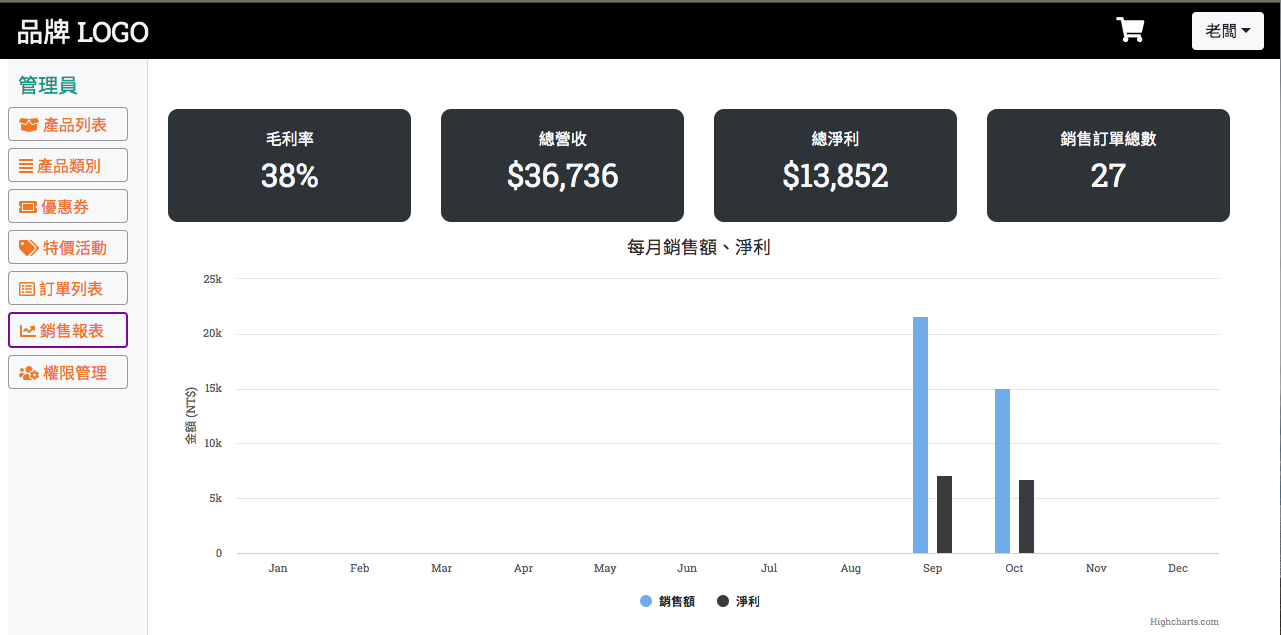 品牌 LOGO
老闆
管理員
產品列表
產品類別
優惠券
特價活動
訂單列表
銷售報表
權限管理
毛利率
38%
總營收
$36,736
總淨利
$13,852
銷售訂單總數
27
每月銷售額、淨利
金額 (NT$)
25k
20k
15k
10k
5k
0
Jan Feb Mar Apr May Jun Jul Aug Sep Oct Nov Dec
銷售額 淨利
Highcharts.com